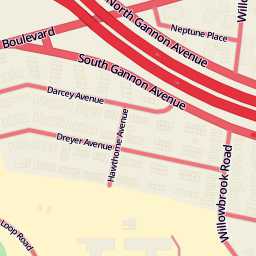 North Gannon Avenue
Neptune Place
Willo
Boulevard
South Gannon Avenue
Darcey Avenue
Hawthorne Avenue
Dreyer Avenue
Willowbrook Road
Loop Road